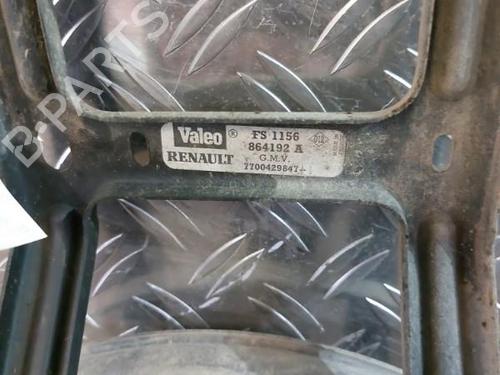 B-PARTS
Valeo® FS 1156
864192 A
RENAULT G.M.V.
7700429847--